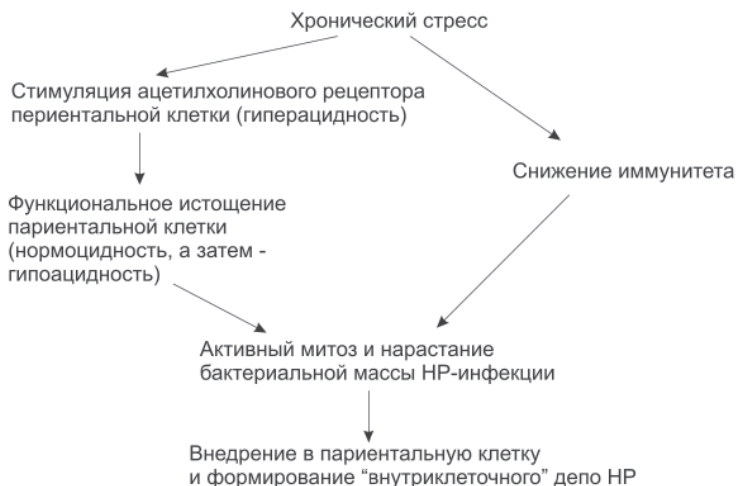 Хронический стресс
Стимуляция ацетилхолинового рецептора
периентальной клетки (гиперацидность)
Снижение иммунитета
Функциональное истощение
париентальной клетки
(нормоцидность, а затем -
гипоацидность)
Активный митоз и нарастание
бактериальной массы НР-инфекции
Внедрение в париентальную клетку
и формирование “внутриклеточного” депо НР